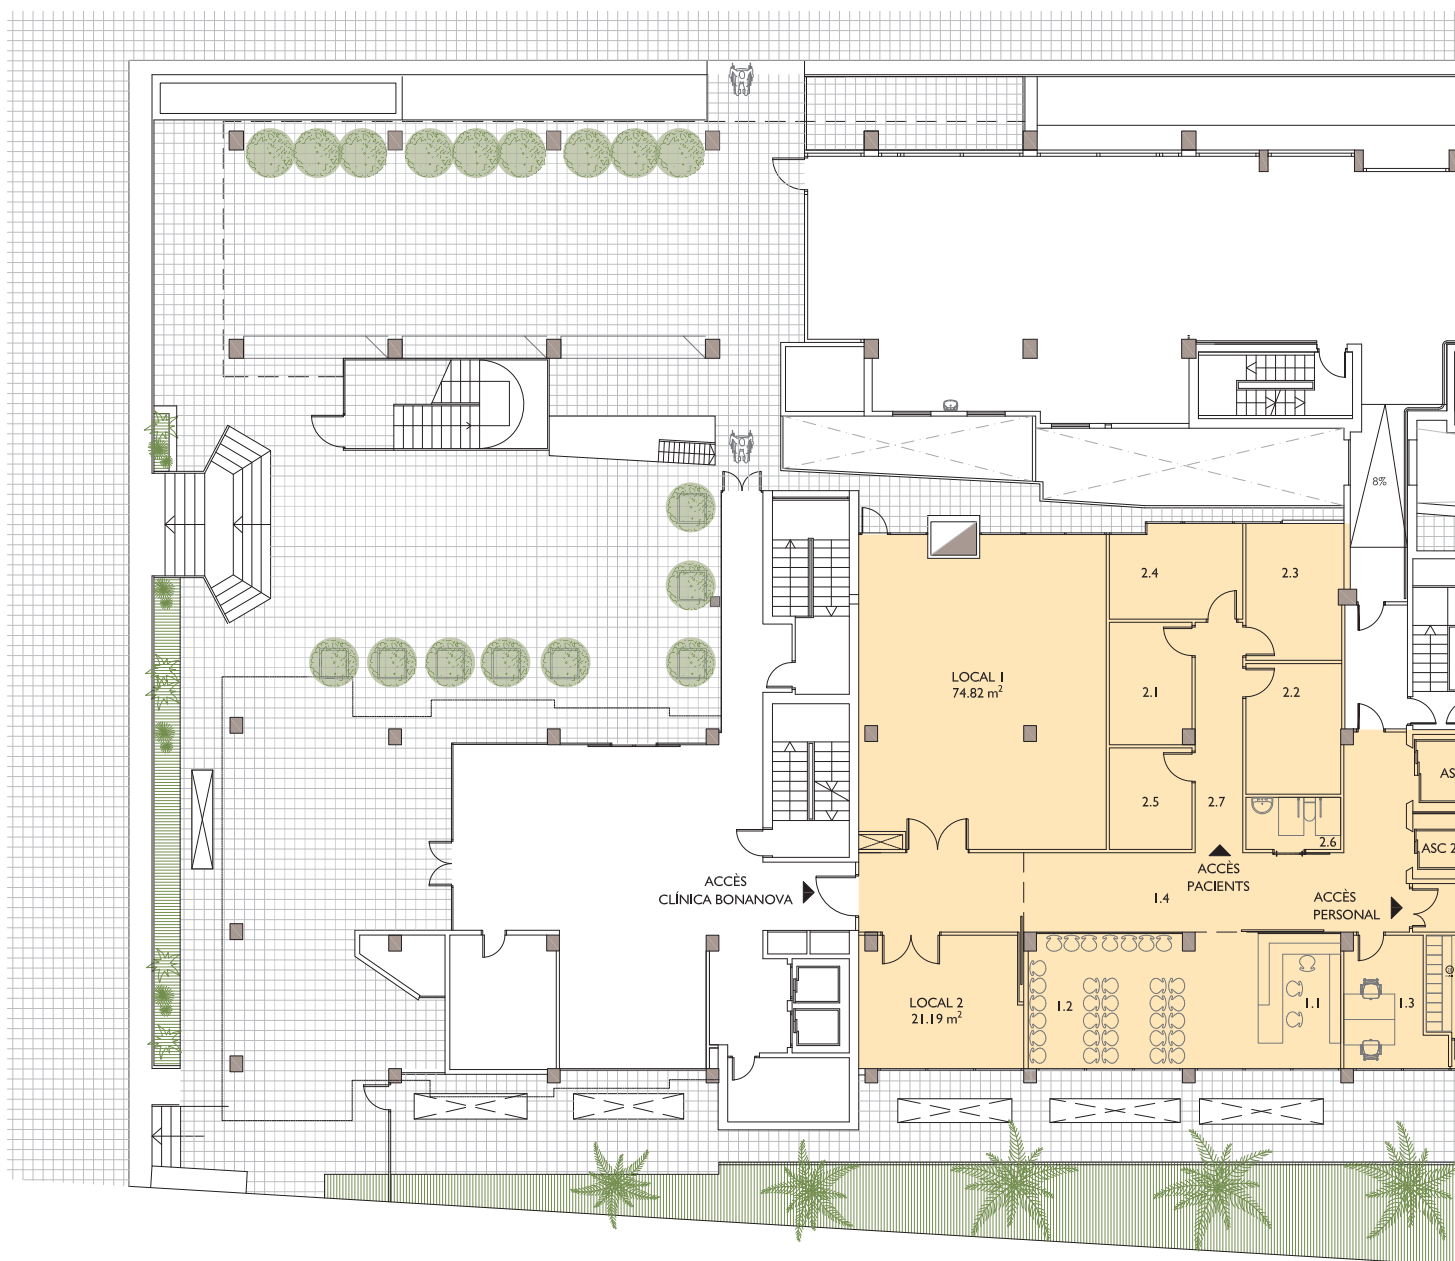 8%
2.4
2.3
LOCAL 1
74.82 m²
2.1
2.2
2.5
2.7
2.6
AS
ASC 2
ACCÈS
CLÍNICA BONANOVA
ACCÈS
PACIENTS
1.4
ACCÈS
PERSONAL
LOCAL 2
21.19 m²
1.2
1.1
1.3